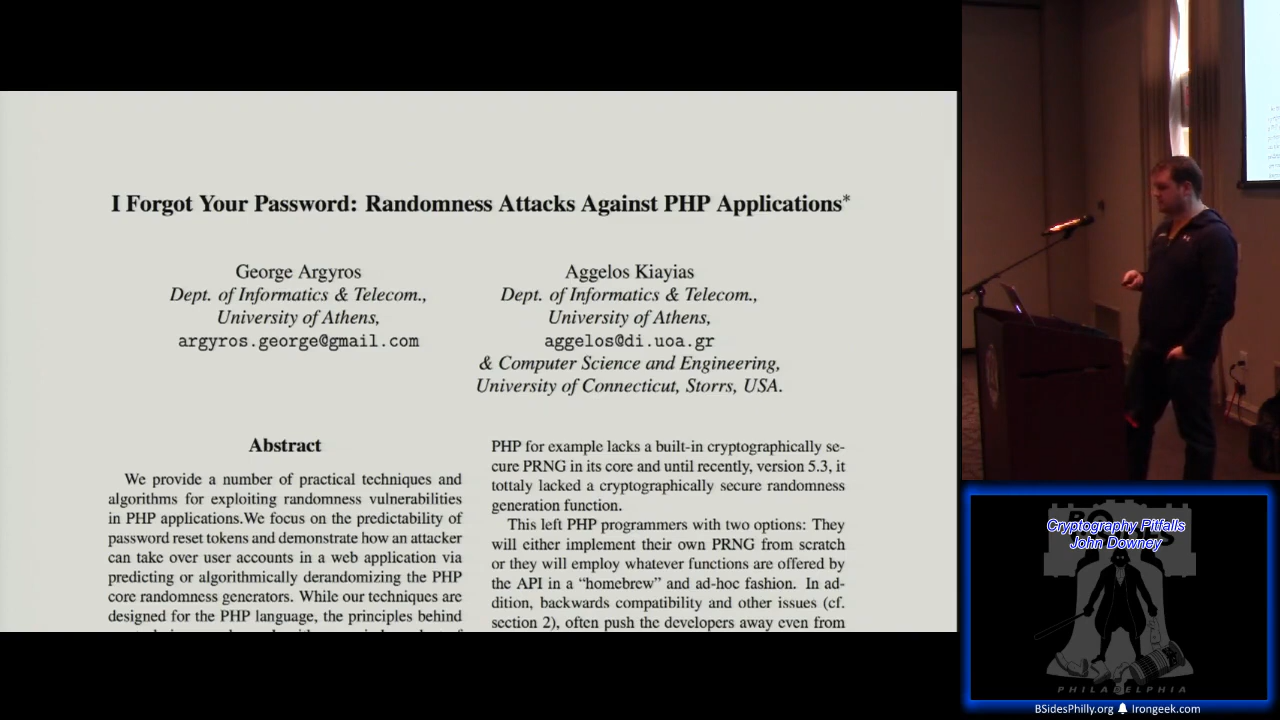 I Forgot Your Password: Randomness Attacks Against PHP Applications*
George Argyros
Dept. of Informatics & Telecom.,
University of Athens,
argyros.george@gmail.com
Aggelos Kiayias
Dept. of Informatics & Telecom.,
University of Athens,
aggelos@di.uoa.gr
& Computer Science and Engineering,
University of Connecticut, Storrs, USA.
Abstract
We provide a number of practical techniques and
algorithms for exploiting randomness vulnerabilities
in PHP applications.We focus on the predictability of
password reset tokens and demonstrate how an attacker
can take over user accounts in a web application via
predicting or algorithmically derandomizing the PHP
core randomness generators. While our techniques are
designed for the PHP language, the principles behind
PHP for example lacks a built-in cryptographically se-
cure PRNG in its core and until recently, version 5.3, it
tottaly lacked a cryptographically secure randomness
generation function.
This left PHP programmers with two options: They
will either implement their own PRNG from scratch
or they will employ whatever functions are offered by
the API in a “homebrew” and ad-hoc fashion. In ad-
dition, backwards compatibility and other issues (cf.
section 2), often push the developers away even from
Cryptography Pitfalls
John Downey
PHILADELPHIA
BSidesPhilly.org Irongeek.com